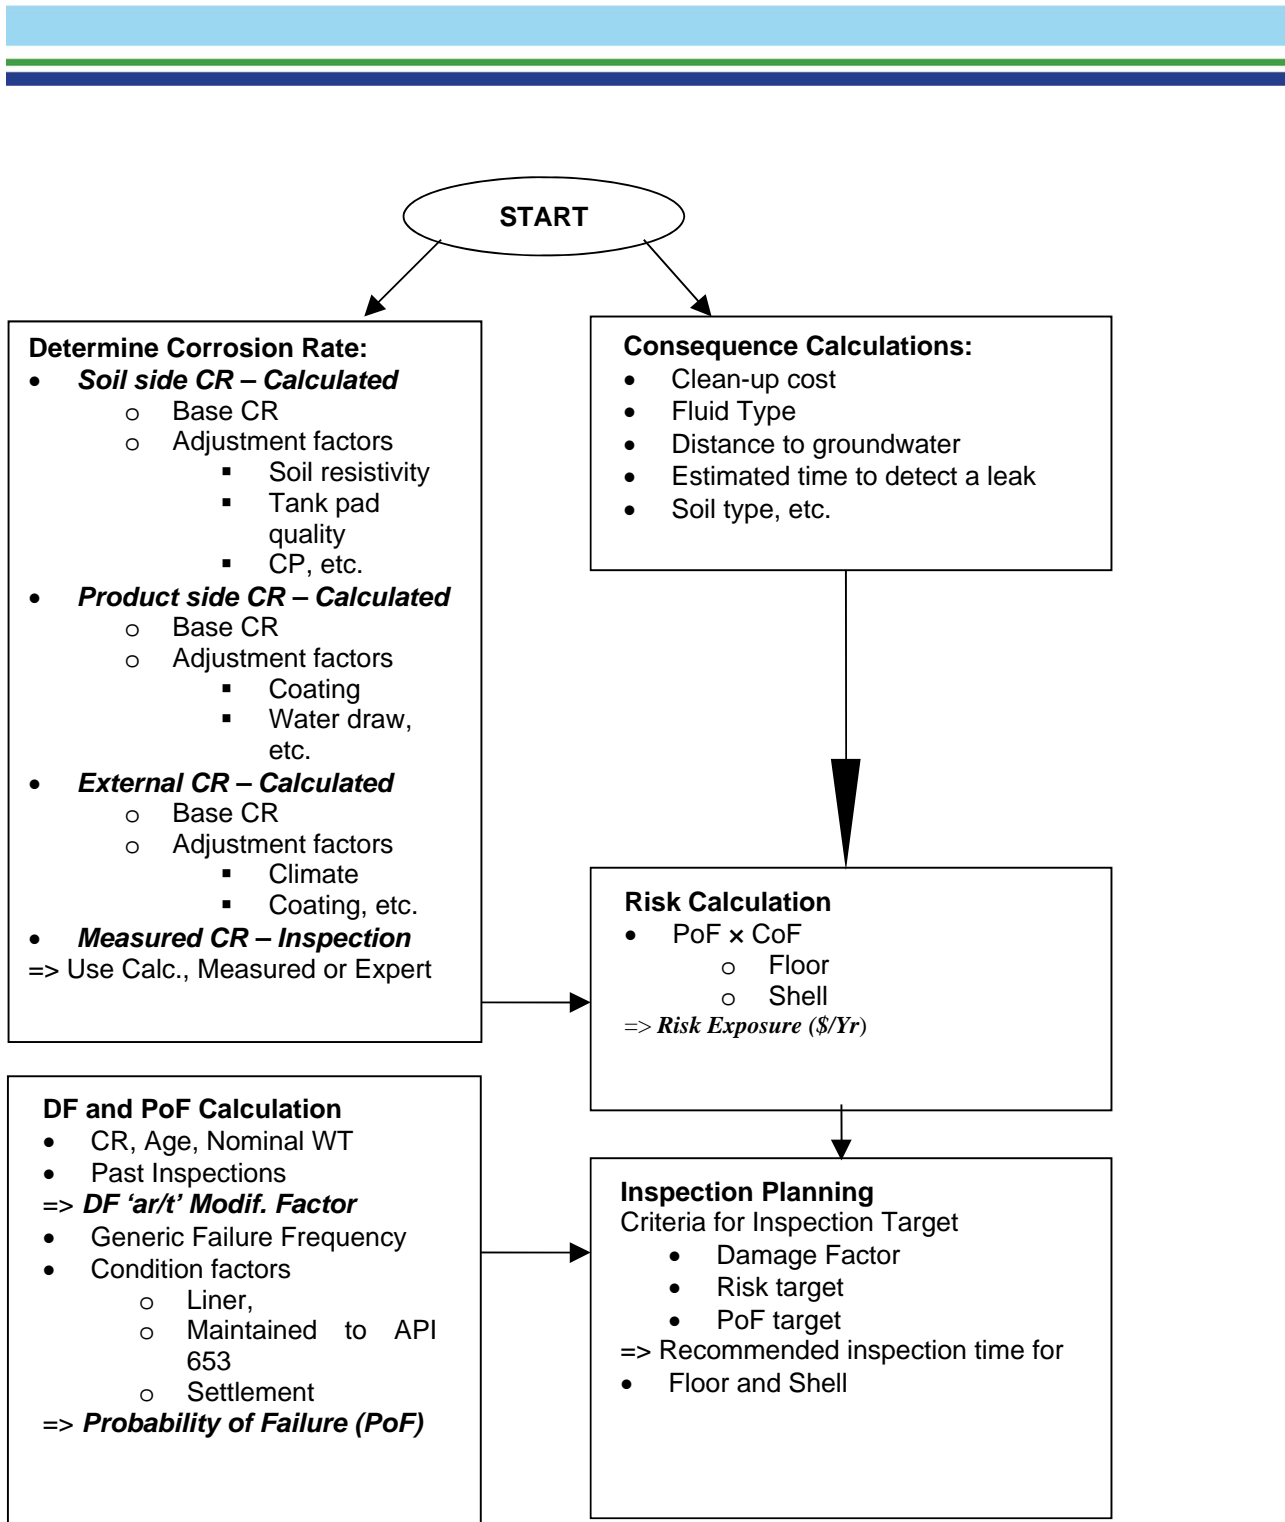 START
Determine Corrosion Rate:
• Soil side CR – Calculated
o Base CR
o Adjustment factors
▪ Soil resistivity
▪ Tank pad
quality
▪ CP, etc.
• Product side CR – Calculated
o Base CR
o Adjustment factors
▪ Coating
▪ Water draw,
etc.
• External CR – Calculated
o Base CR
o Adjustment factors
▪ Climate
▪ Coating, etc.
• Measured CR – Inspection
=> Use Calc., Measured or Expert
Consequence Calculations:
• Clean-up cost
• Fluid Type
• Distance to groundwater
• Estimated time to detect a leak
• Soil type, etc.
Risk Calculation
• PoF × CoF
o Floor
o Shell
=> Risk Exposure ($/Yr)
DF and PoF Calculation
• CR, Age, Nominal WT
• Past Inspections
=> DF ‘ar/t’ Modif. Factor
• Generic Failure Frequency
• Condition factors
o Liner,
o Maintained to API
653
o Settlement
=> Probability of Failure (PoF)
Inspection Planning
Criteria for Inspection Target
• Damage Factor
• Risk target
• PoF target
=> Recommended inspection time for
• Floor and Shell